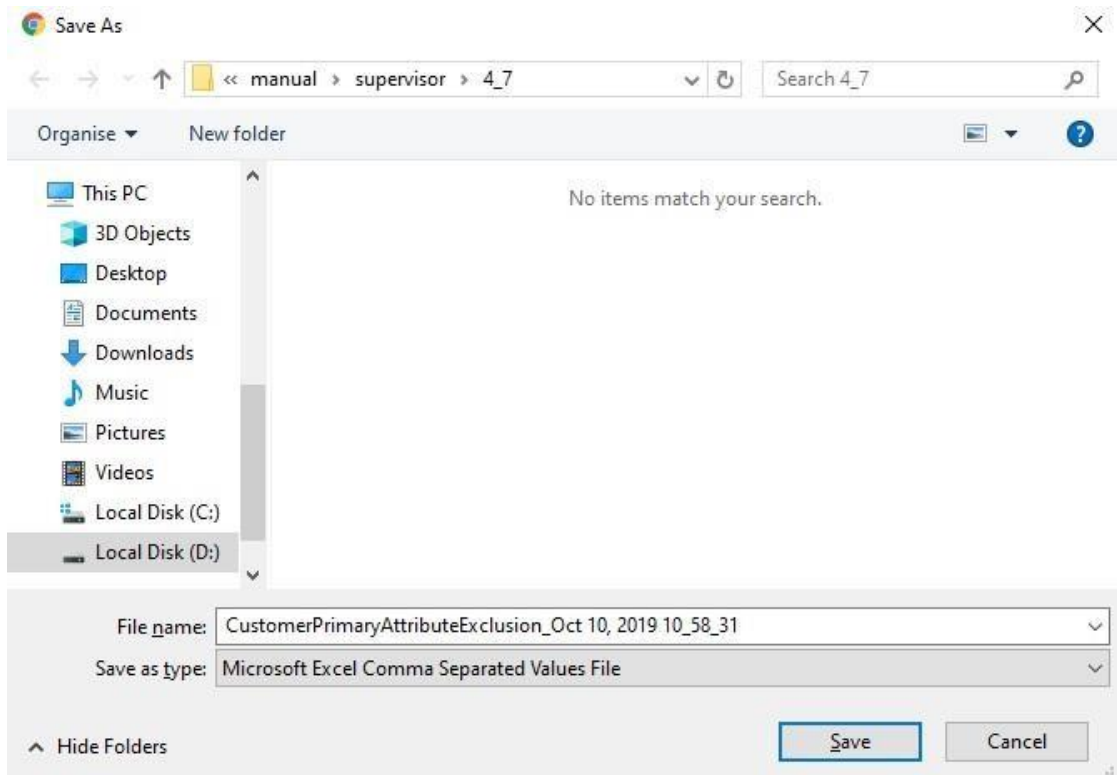 Save As
« manual › supervisor › 4_7
Search 4_7
Organise
New folder
This PC
3D Objects
Desktop
Documents
Downloads
Music
Pictures
Videos
Local Disk (C:)
Local Disk (D:)
No items match your search.
File name: CustomerPrimaryAttributeExclusion_Oct 10, 2019 10_58_31
Save as type: Microsoft Excel Comma Separated Values File
Hide Folders
Save
Cancel